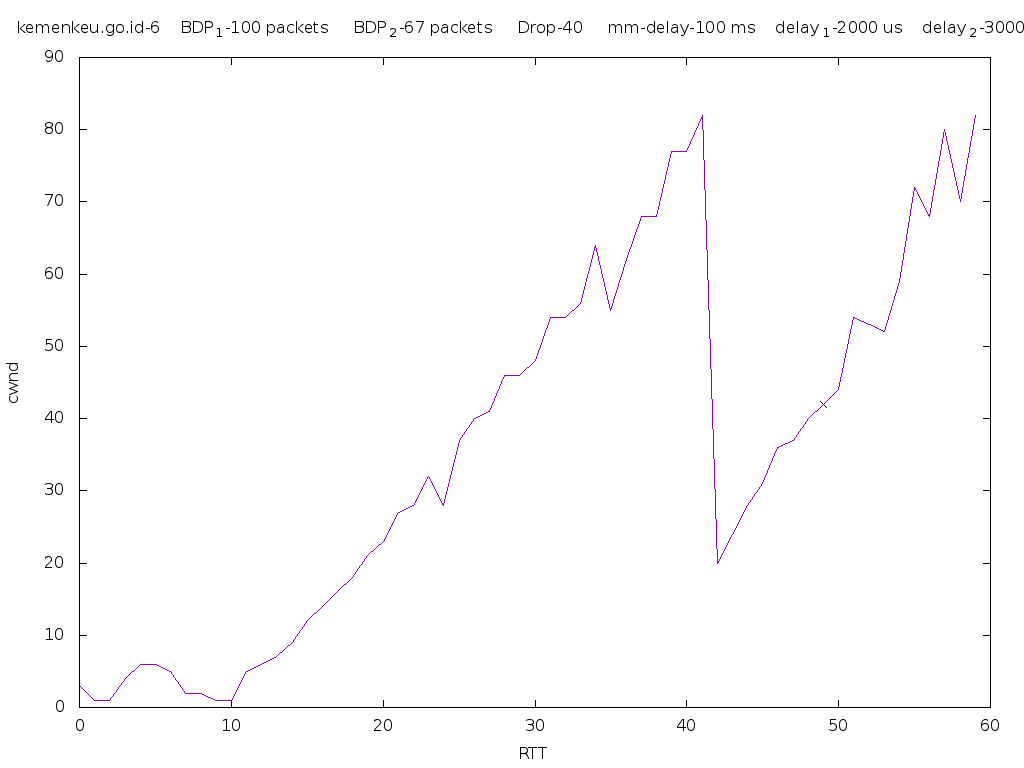 kemenkeu.go.id-6 BDP1-100 packets BDP2-67 packets Drop-40 mm-delay-100 ms delay1-2000 us delay2-3000
90
80
70
60
50
40
30
20
10
0
cwnd
0 10 20 30 40 50 60
RTT